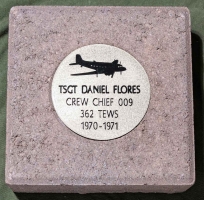 TSGT DANIEL FLORES
CREW CHIEF 009
362 TEWS
1970-1971